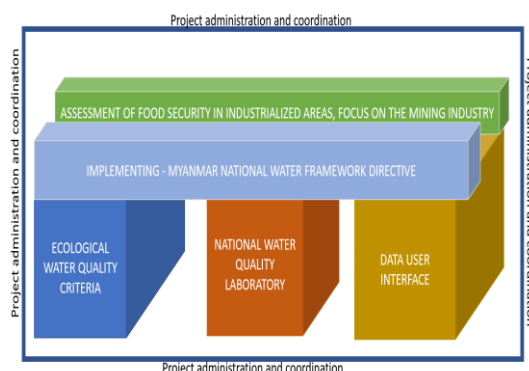 Project administration and coordination
Project administration and coordination
ASSESSMENT OF FOOD SECURITY IN INDUSTRIALIZED AREAS, FOCUS ON THE MINING INDUSTRY
IMPLEMENTING - MYANMAR NATIONAL WATER FRAMEWORK DIRECTIVE
ECOLOGICAL
WATER QUALITY
CRITERIA
NATIONAL WATER
QUALITY
LABORATORY
DATA USER
INTERFACE
Project administration and coordination